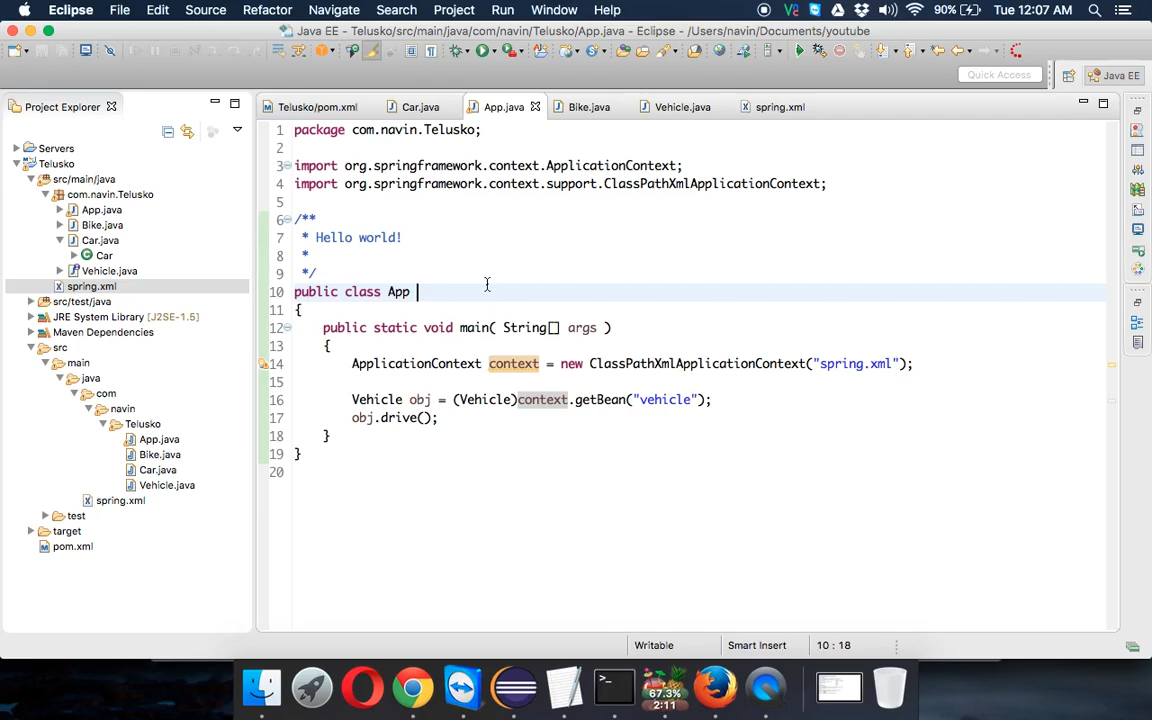 Eclipse File Edit Source Refactor Navigate Search Project Run Window Help 90% Tue 12:07 AM
Java EE - Telusko/src/main/java/com/navin/Telusko/App.java - Eclipse - /Users/navin/Documents/youtube
Quick Access Java EE
Project Explorer
Servers
Telusko
src/main/java
com.navin.Telusko
App.java
Bike.java
Car.java
Car
Vehicle.java
spring.xml
src/test/java
JRE System Library [J2SE-1.5]
Maven Dependencies
src
main
java
com
navin
Telusko
App.java
Bike.java
Car.java
Vehicle.java
spring.xml
test
target
pom.xml
Telusko/pom.xml Car.java App.java Bike.java Vehicle.java spring.xml
1 package com.navin.Telusko;
2
3 import org.springframework.context.ApplicationContext;
4 import org.springframework.context.support.ClassPathXmlApplicationContext;
5
6 /**
7 * Hello world!
8 *
9 */
10 public class App
11 {
12 public static void main( String[] args )
13 {
14 ApplicationContext context = new ClassPathXmlApplicationContext("spring.xml");
15
16 Vehicle obj = (Vehicle)context.getBean("vehicle");
17 obj.drive();
18 }
19 }
20
Writable Smart Insert 10 : 18
67.3%
2:11